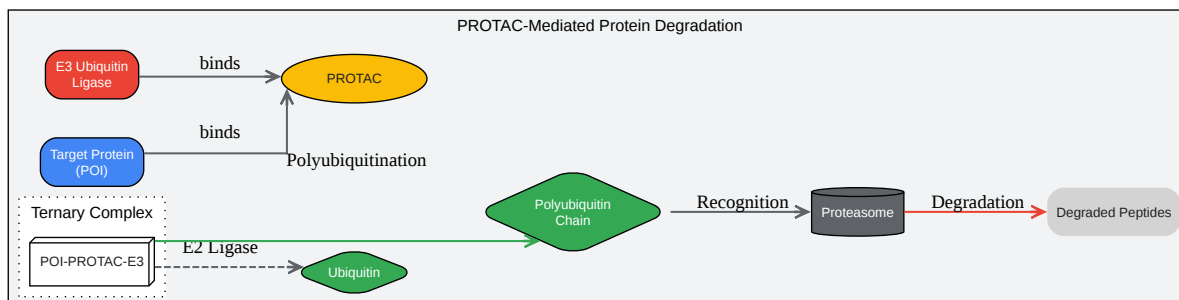 PROTAC-Mediated Protein Degradation
E3 Ubiquitin
Ligase
binds
PROTAC
binds
Target Protein
(POI)
Polyubiquitination
Ternary Complex
POI-PROTAC-E3
E2 Ligase
Ubiquitin
Polyubiquitin
Chain
Recognition
Proteasome
Degradation
Degraded Peptides